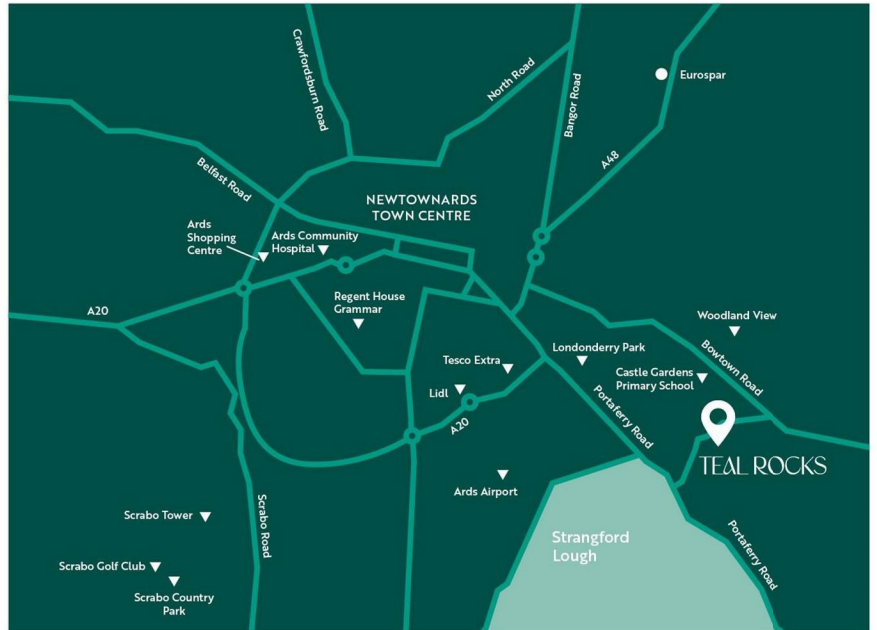 Crawfordsburn Road
North Road
Bangor Road
Eurospar
A48
Belfast Road
NEWTOWNARDS
TOWN CENTRE
Ards
Shopping
Centre
Ards Community
Hospital
A20
Regent House
Grammar
Woodland View
Tesco Extra
Londonderry Park
Bowtown Road
Castle Gardens
Primary School
Lidl
A20
Portaferry Road
TEAL ROCKS
Ards Airport
Scrabo Tower
Scrabo Road
Strangford
Lough
Portaferry Road
Scrabo Golf Club
Scrabo Country
Park